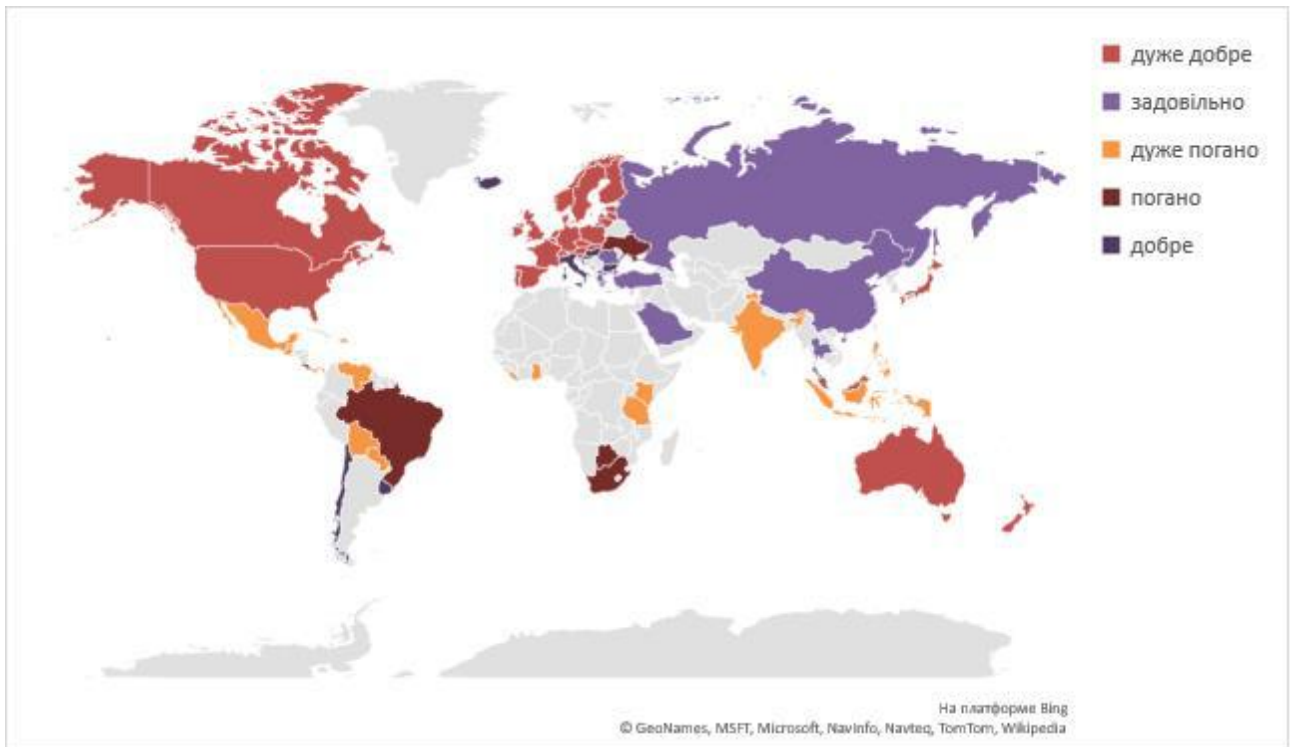 дуже добре
задовільно
дуже погано
погано
добре
На платформе Bing
© GeoNames, MSFT, Microsoft, NavInfo, Navteq, TomTom, Wikipedia